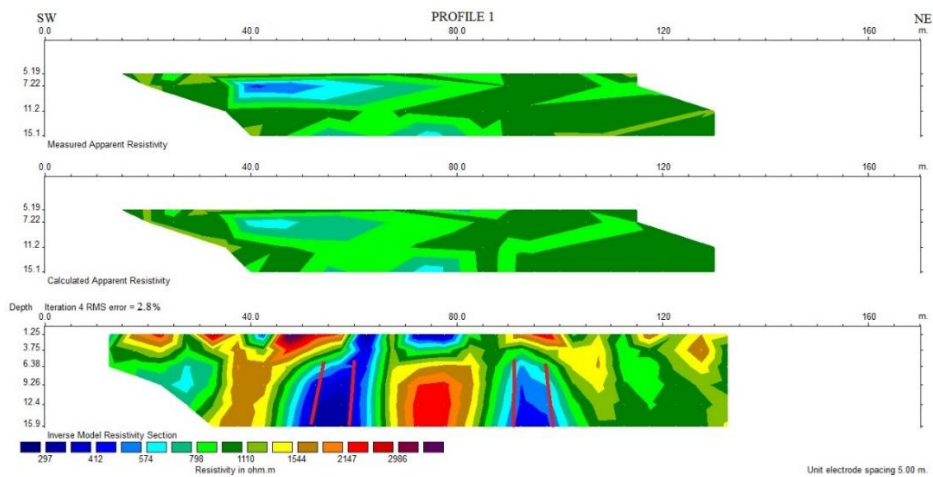 SW PROFILE 1 NE
0.0 40.0 80.0 120 160 m.
5.19
7.22
11.2
15.1
Measured Apparent Resistivity
0.0 40.0 80.0 120 160 m.
5.19
7.22
11.2
15.1
Calculated Apparent Resistivity
Depth Iteration 4 RMS error = 2.8%
0.0 40.0 80.0 120 160 m.
1.25
3.75
6.38
9.26
12.4
15.9
Inverse Model Resistivity Section
297 412 574 798 1110 1544 2147 2986
Resistivity in ohm.m Unit electrode spacing 5.00 m.